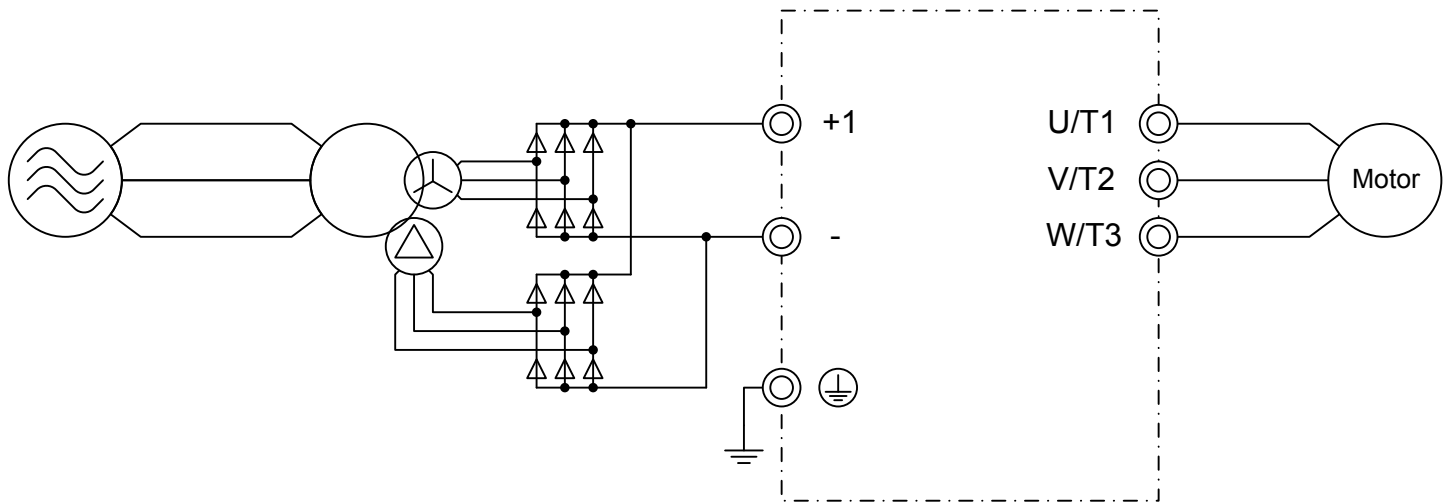 +1
U/T1
V/T2
Motor
-
W/T3